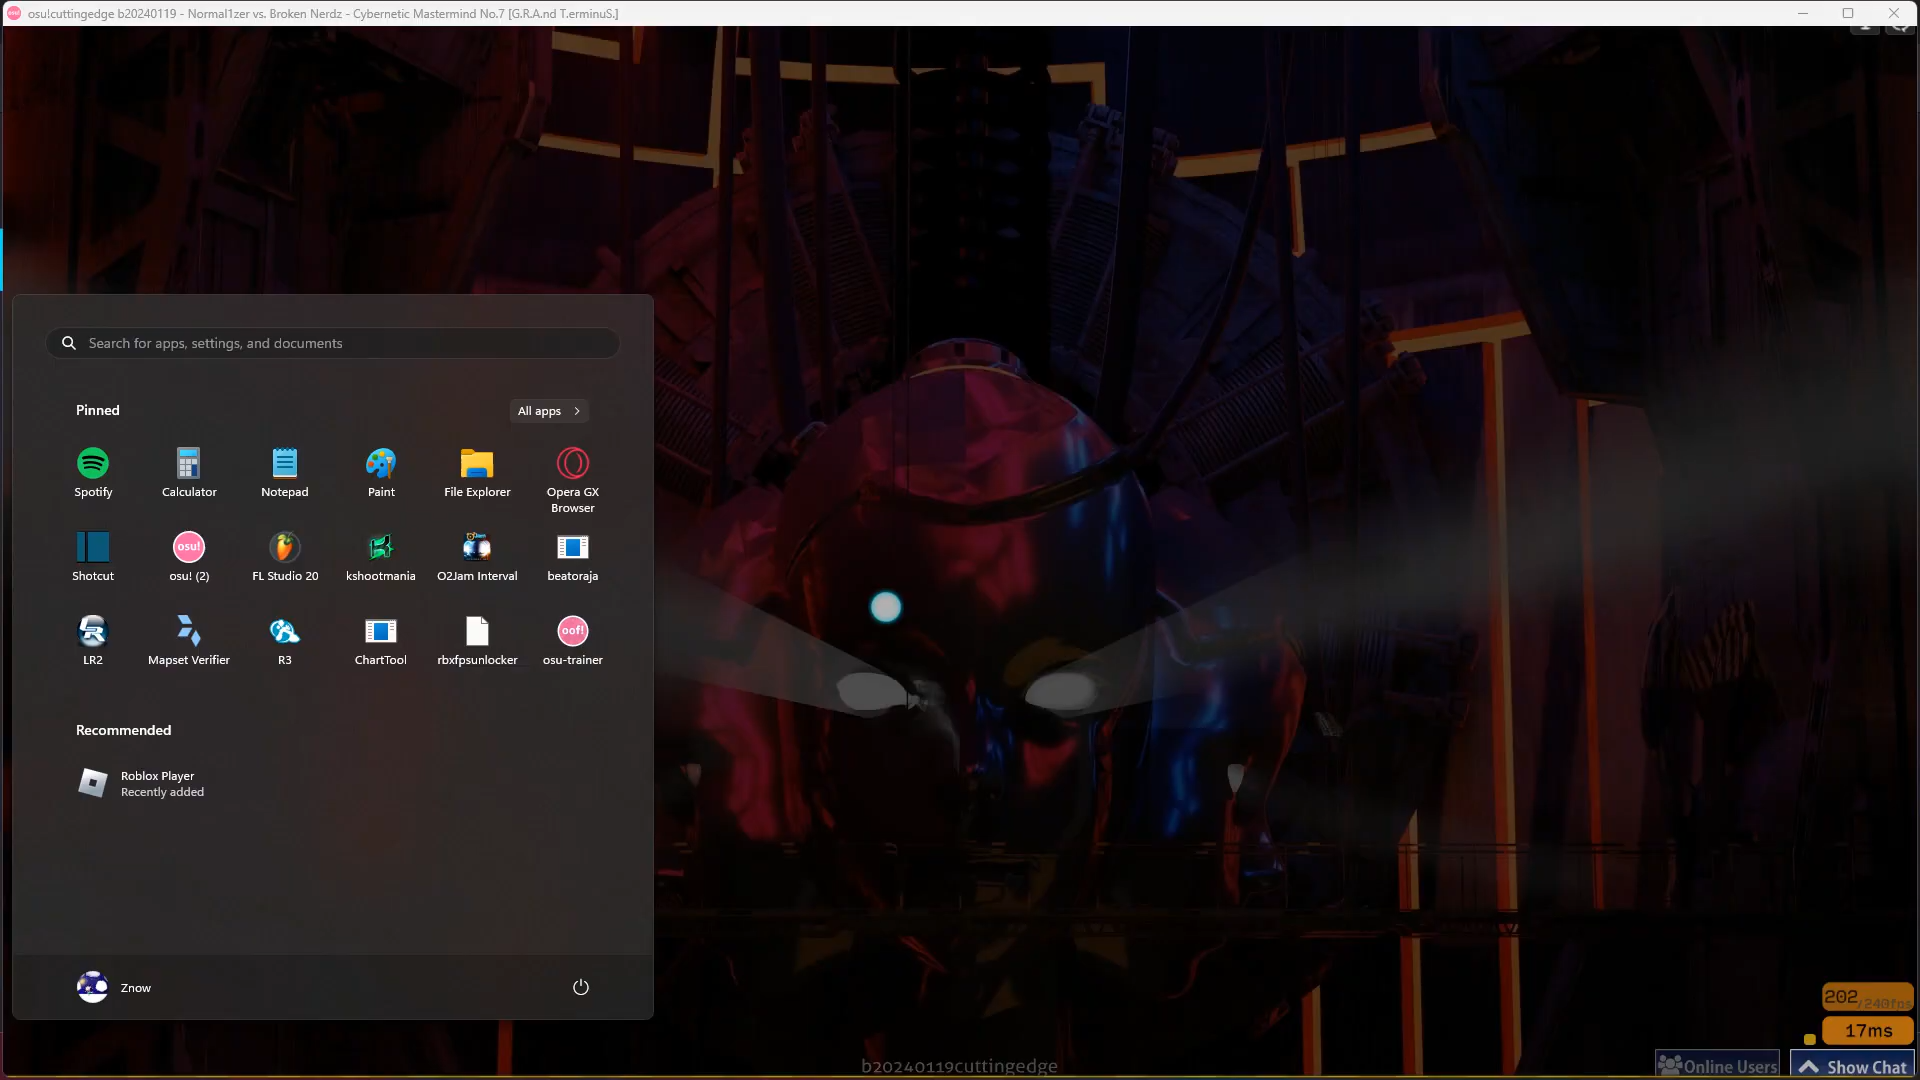 osu!cuttingedge b20240119 - Normal1zer vs. Broken Nerdz - Cybernetic Mastermind No.7 [G.R.A.nd T.erminuS.]
Search for apps, settings, and documents
Pinned
All apps
Spotify
Calculator
Notepad
Paint
File Explorer
Opera GX
Browser
osu!
oof!
Shotcut
osu! (2)
FL Studio 20
kshootmania
O2Jam Interval
beatoraja
LR2
Mapset Verifier
R3
ChartTool
rbxfpsunlocker
osu-trainer
Recommended
Roblox Player
Recently added
Znow
202/240fps
17ms
b20240119cuttingedge
Online Users
Show Chat